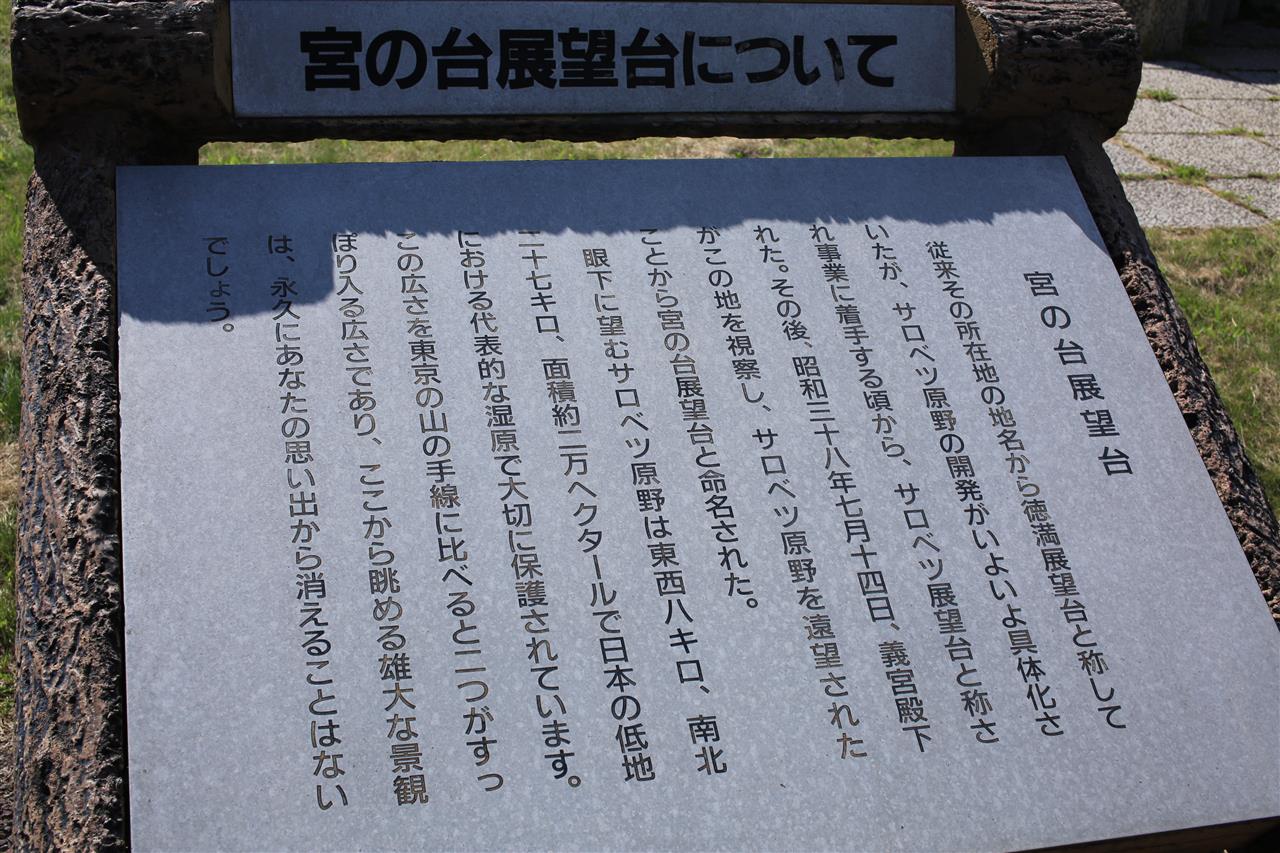 宮の台展望台について
宮の台展望台
従来その所在地の地名から徳満展望台と称して
いたが、サロベツ原野の開発がいよいよ具体化さ
れ事業に着手する頃から、サロベツ展望台と称さ
れた。その後、昭和三十八年七月十四日、義宮殿下
がこの地を視察し、サロベツ原野を遠望された
ことから宮の台展望台と命名された。
眼下に望むサロベツ原野は東西八キロ、南北
二十七キロ、面積約二万ヘクタールで日本の低地
における代表的な湿原で大切に保護されています。
この広さを東京の山の手線に比べると二つがすっ
ぽり入る広さであり、ここから眺める雄大な景観
は、永久にあなたの思い出から消えることはない
でしょう。